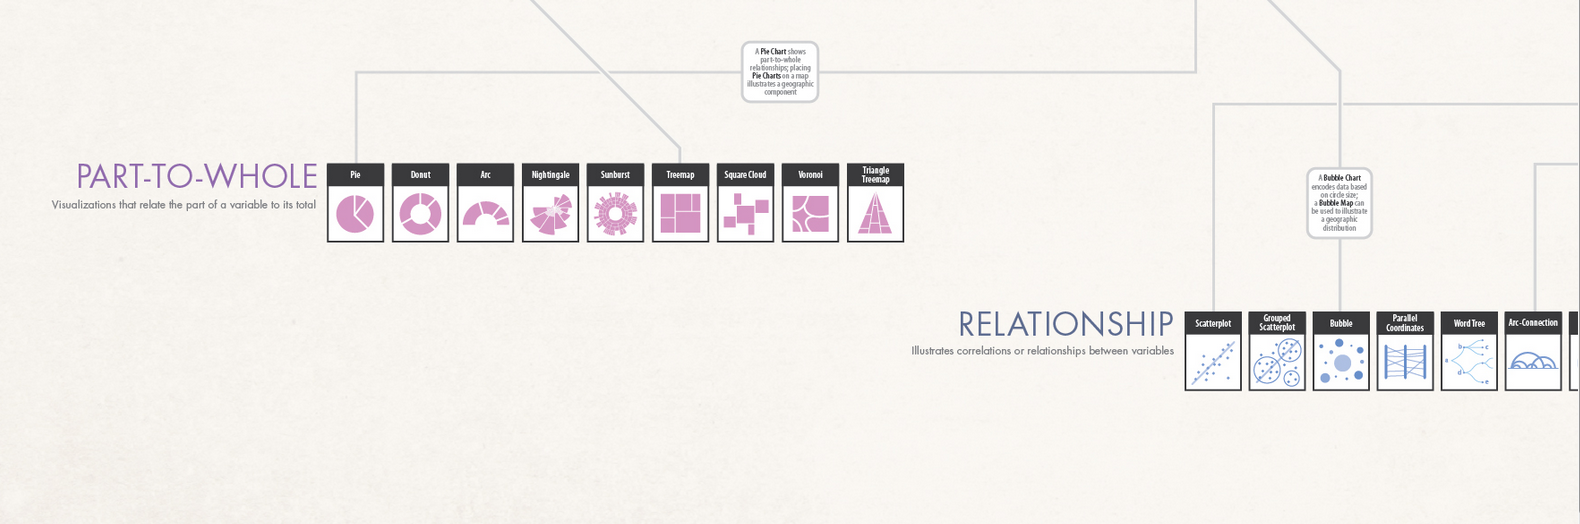 A Pie Chart shows
part-to-whole
relationships; placing
Pie Charts on a map
illustrates a geographic
component
PART-TO-WHOLE
Visualizations that relate the part of a variable to its total
Pie
Donut
Arc
Nightingale
Sunburst
Treemap
Square Cloud
Voronoi
Triangle
Treemap
A Bubble Chart
encodes data based
on circle size;
a Bubble Map can
be used to illustrate
a geographic
distribution
RELATIONSHIP
Illustrates correlations or relationships between variables
Scatterplot
Grouped
Scatterplot
Bubble
Parallel
Coordinates
Word Tree
a
b
c
d
e
Arc-Connection